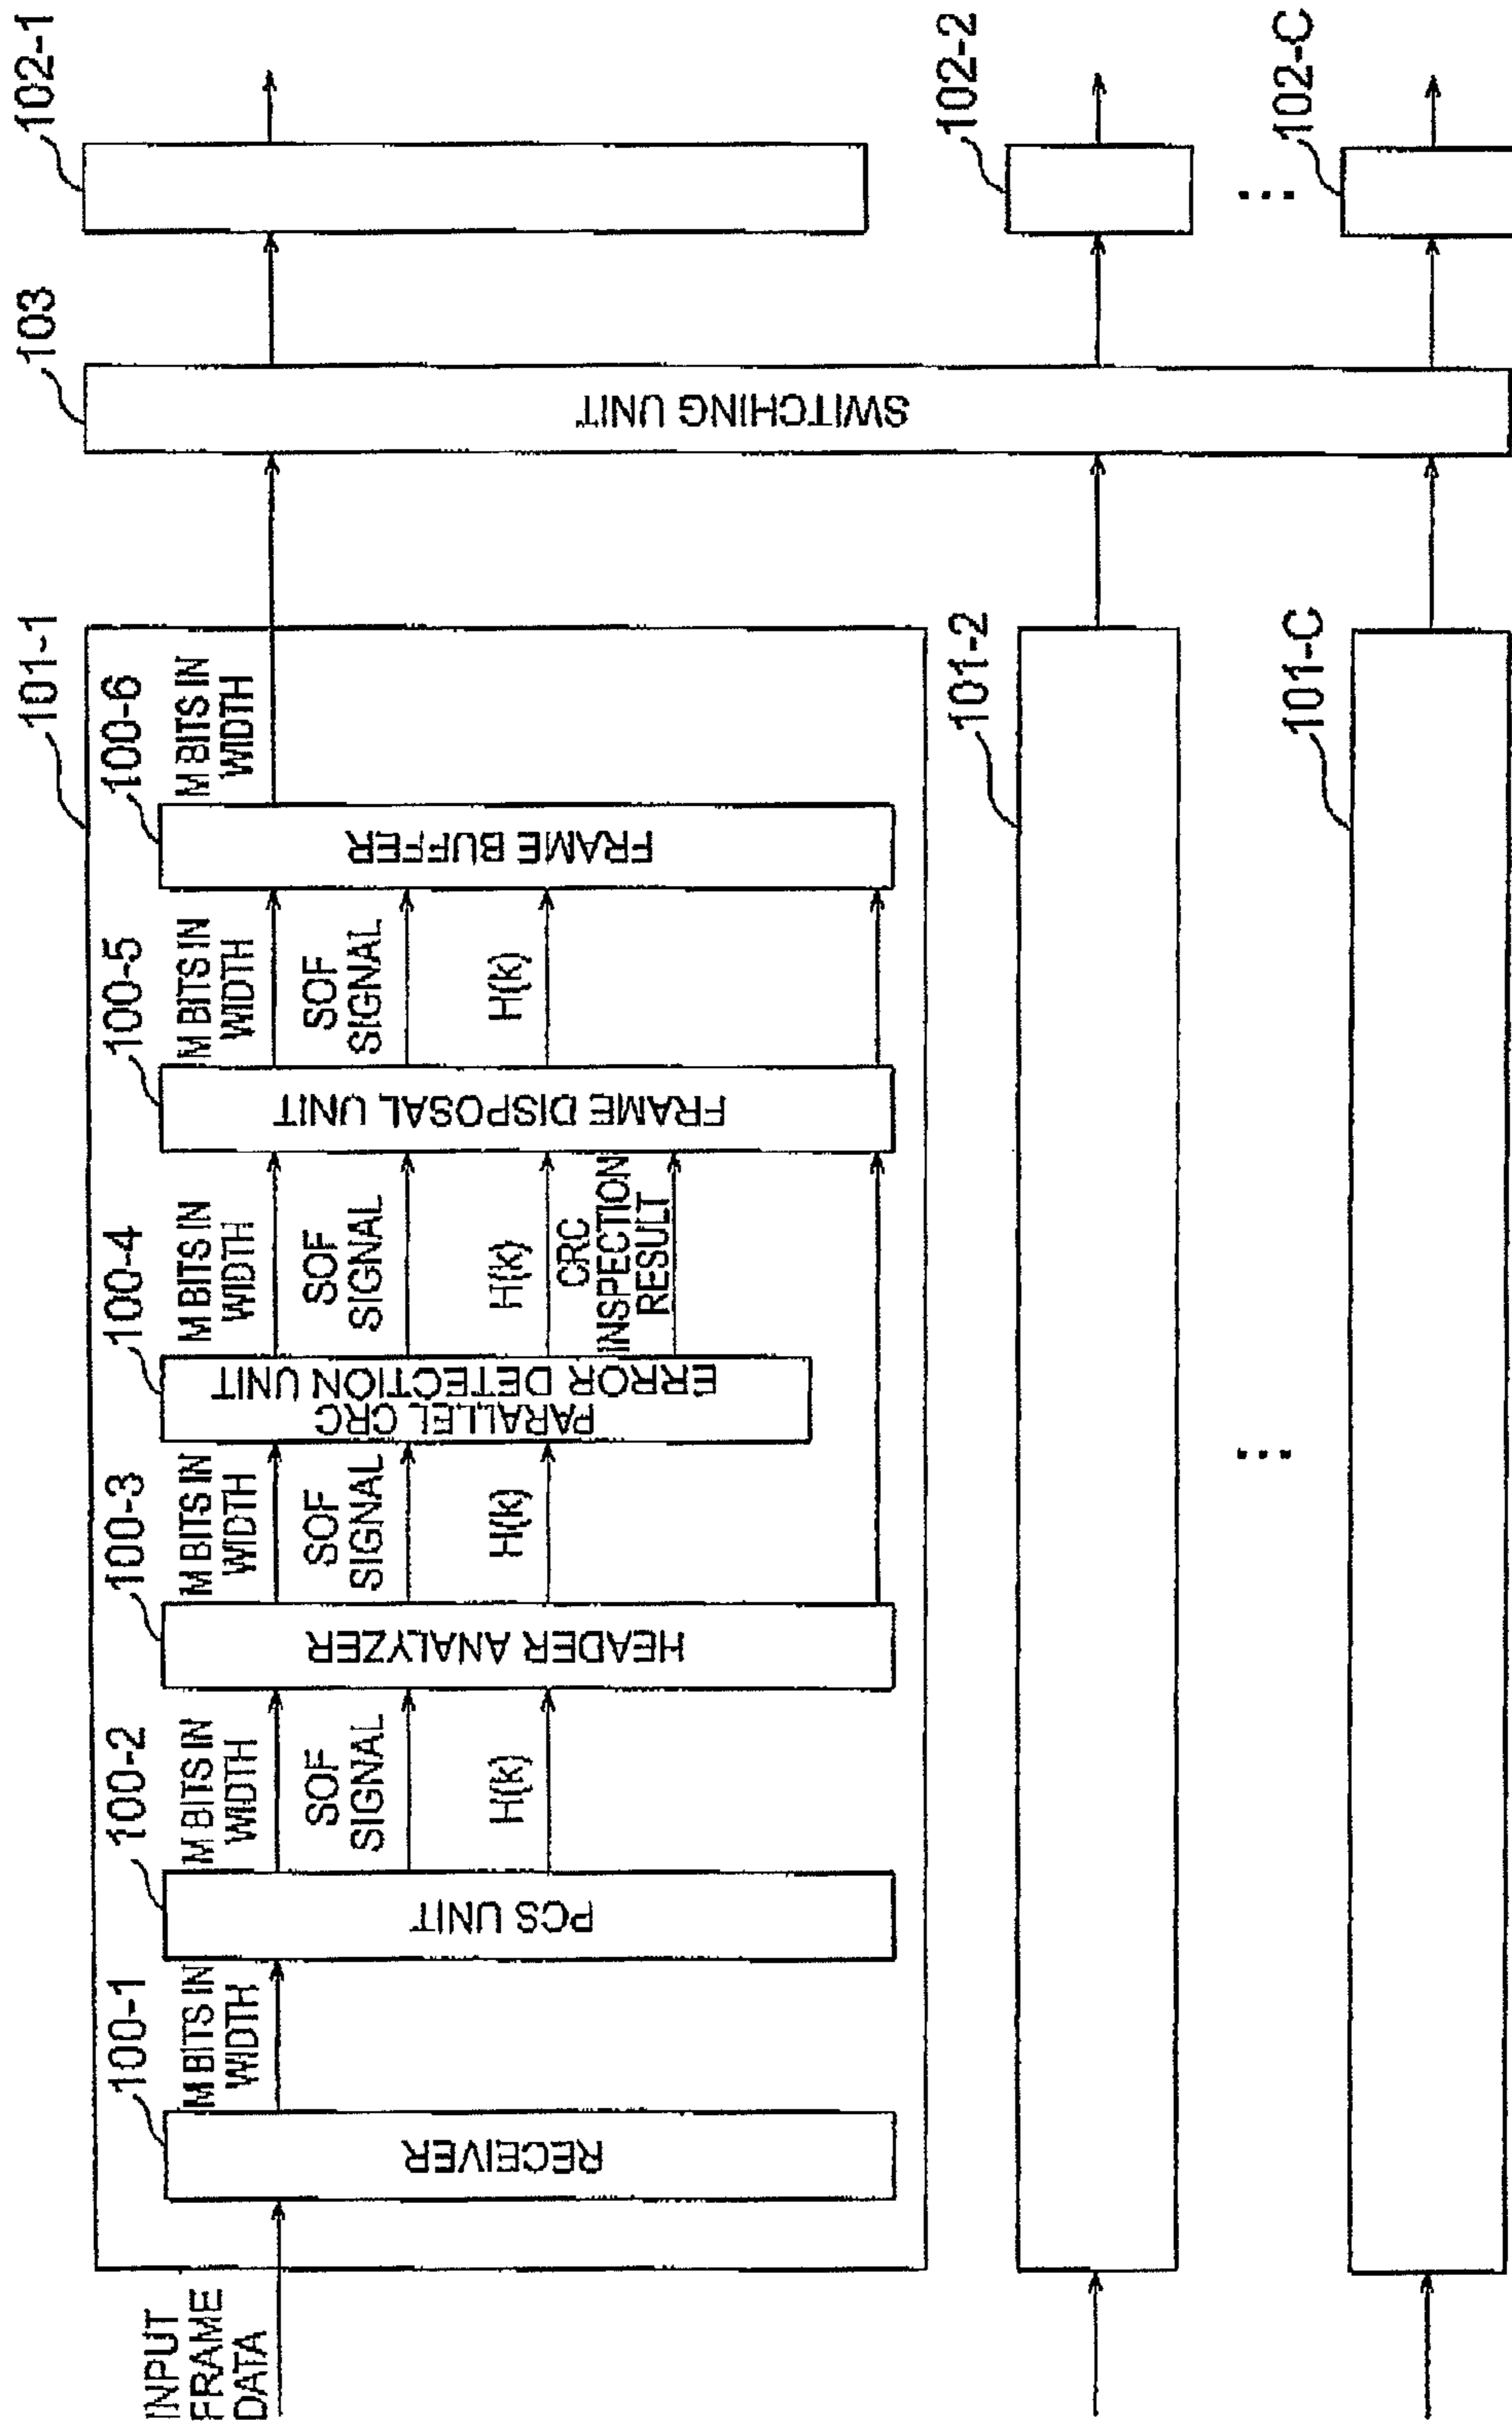 INPUT
FRAME
DATA
101-1
100-1
RECEIVER
M BITS IN
WIDTH
100-2
PCS UNIT
M BITS IN
WIDTH
SOF
SIGNAL
H(k)
100-3
HEADER ANALYZER
M BITS IN
WIDTH
SOF
SIGNAL
H(k)
100-4
PARALLEL CRC
ERROR DETECTION UNIT
M BITS IN
WIDTH
SOF
SIGNAL
H(k)
CRC
INSPECTION
RESULT
100-5
FRAME DISPOSAL UNIT
M BITS IN
WIDTH
SOF
SIGNAL
H(k)
100-6
FRAME BUFFER
M BITS IN
WIDTH
103
SWITCHING UNIT
102-1
101-2
102-2
...
...
101-C
102-C